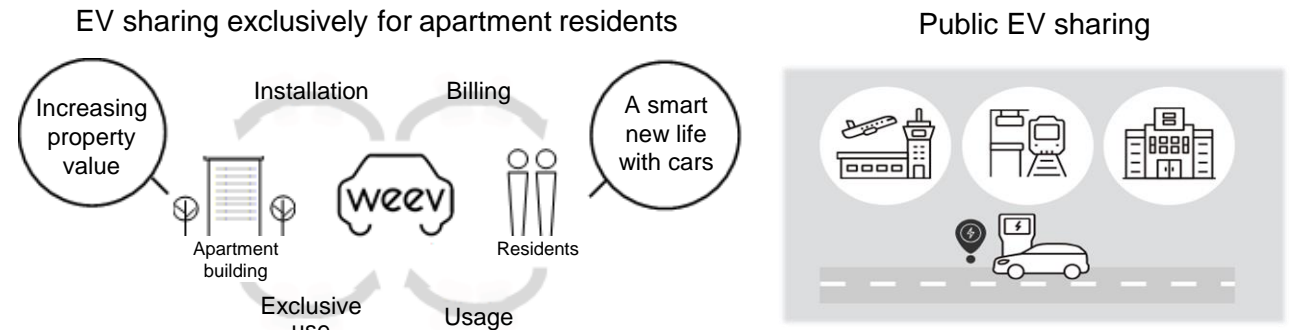 EV sharing exclusively for apartment residents
Increasing
property
value
Installation
Billing
A smart
new life
with cars
weev
Apartment
building
Residents
Exclusive
use
Usage
Public EV sharing